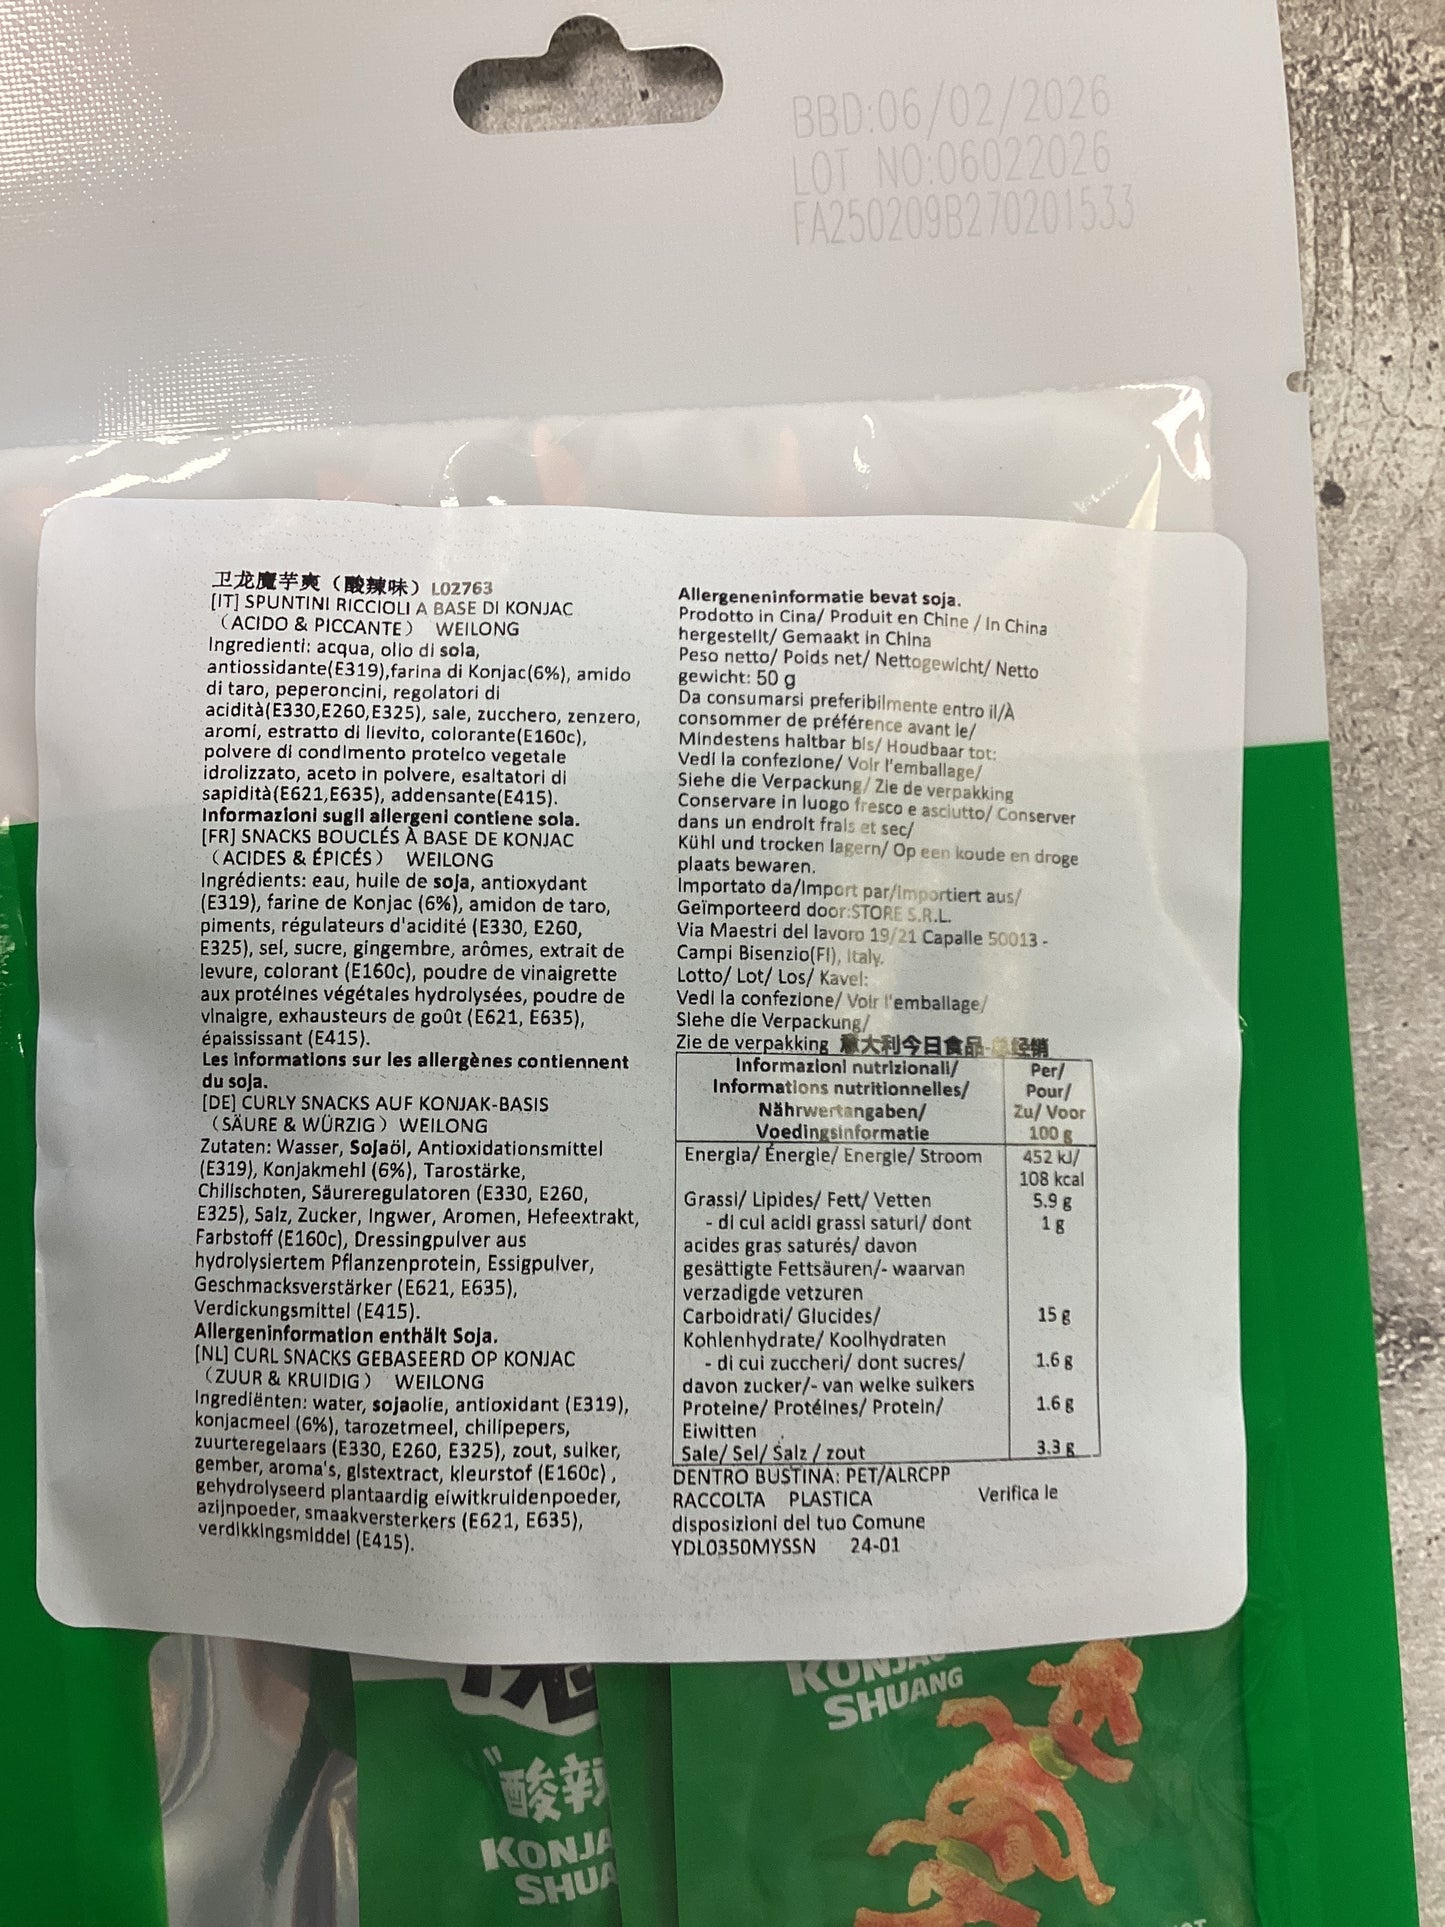 BBD:06/02/2026
LOT NO:06022026
FA250209B270201533
卫龙魔芋爽（酸辣味）L02763
[IT] SPUNTINI RICCIOLI A BASE DI KONJAC
（ACIDO & PICCANTE） WEILONG
Ingredienti: acqua, olio di sola,
antiossidante(E319),farina di Konjac(6%), amido
di taro, peperoncini, regolatori di
acidità(E330,E260,E325), sale, zucchero, zenzero,
aromi, estratto di lievito, colorante(E160c),
polvere di condimento proteico vegetale
idrolizzato, aceto in polvere, esaltatori di
sapidità(E621,E635), addensante(E415).
Informazioni sugli allergeni contiene sola.
[FR] SNACKS BOUCLÉS À BASE DE KONJAC
（ACIDES & ÉPICÉS） WEILONG
Ingrédients: eau, huile de soja, antioxydant
(E319), farine de Konjac (6%), amidon de taro,
piments, régulateurs d'acidité (E330, E260,
E325), sel, sucre, gingembre, arômes, extrait de
levure, colorant (E160c), poudre de vinaigrette
aux protéines végétales hydrolysées, poudre de
vinaigre, exhausteurs de goût (E621, E635),
épaississant (E415).
Les informations sur les allergènes contiennent
du soja.
[DE] CURLY SNACKS AUF KONJAK-BASIS
（SÄURE & WÜRZIG） WEILONG
Zutaten: Wasser, Sojaöl, Antioxidationsmittel
(E319), Konjakmehl (6%), Tarostärke,
Chilischoten, Säureregulatoren (E330, E260,
E325), Salz, Zucker, Ingwer, Aromen, Hefeextrakt,
Farbstoff (E160c), Dressingpulver aus
hydrolysiertem Pflanzenprotein, Essigpulver,
Geschmacksverstärker (E621, E635),
Verdickungsmittel (E415).
Allergeninformation enthält Soja.
[NL] CURL SNACKS GEBASEERD OP KONJAC
（ZUUR & KRUIDIG） WEILONG
Ingrediënten: water, sojaolie, antioxidant (E319),
konjacmeel (6%), tarozetmeel, chilipepers,
zuurteregelaars (E330, E260, E325), zout, suiker,
gember, aroma's, gistextract, kleurstof (E160c) ,
gehydrolyseerd plantaardig eiwitkruidenpoeder,
azijnpoeder, smaakversterkers (E621, E635),
verdikkingsmiddel (E415).
Allergeneninformatie bevat soja.
Prodotto in Cina/ Produit en Chine / In China
hergestellt/ Gemaakt in China
Peso netto/ Poids net/ Nettogewicht/ Netto
gewicht: 50 g
Da consumarsi preferibilmente entro il/À
consommer de préférence avant le/
Mindestens haltbar bis/ Houdbaar tot:
Vedi la confezione/ Voir l'emballage/
Siehe die Verpackung/ Zie de verpakking
Conservare in luogo fresco e asciutto/ Conserver
dans un endroit frais et sec/
Kühl und trocken lagern/ Op een koude en droge
plaats bewaren.
Importato da/Import par/Importiert aus/
Geïmporteerd door:STORE S.R.L.
Via Maestri del lavoro 19/21 Capalle 50013 -
Campi Bisenzio(FI), Italy.
Lotto/ Lot/ Los/ Kavel:
Vedi la confezione/ Voir l'emballage/
Siehe die Verpackung/
Zie de verpakking 意大利今日食品-总经销
Informazioni nutrizionali/ Per/
Informations nutritionnelles/ Pour/
Nährwertangaben/ Zu/ Voor
Voedingsinformatie 100 g
Energia/ Énergie/ Energie/ Stroom 452 kJ/
108 kcal
Grassi/ Lipides/ Fett/ Vetten 5.9 g
- di cui acidi grassi saturi/ dont 1 g
acides gras saturés/ davon
gesättigte Fettsäuren/- waarvan
verzadigde vetzuren
Carboidrati/ Glucides/ 15 g
Kohlenhydrate/ Koolhydraten
- di cui zuccheri/ dont sucres/ 1.6 g
davon zucker/- van welke suikers
Proteine/ Protéines/ Protein/ 1.6 g
Eiwitten
Sale/ Sel/ Salz / zout 3.3 g
DENTRO BUSTINA: PET/ALRCPP
RACCOLTA PLASTICA Verifica le
disposizioni del tuo Comune
YDL0350MYSSN 24-01
KONJAC
SHUANG
"酸辣
KONJA
SHUA